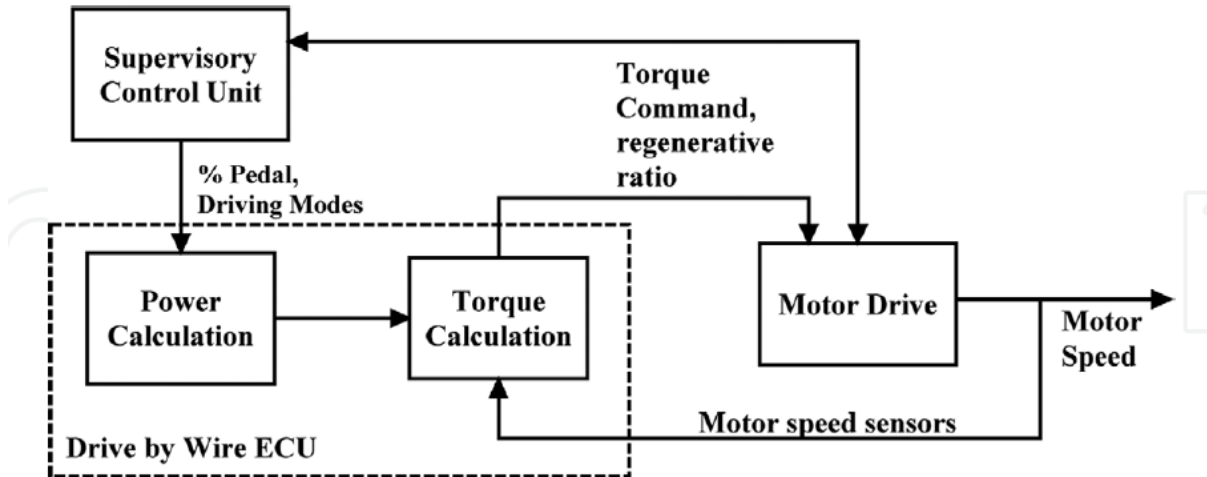 Supervisory
Control Unit
Torque
Command,
regenerative
ratio
% Pedal,
Driving Modes
Power
Calculation
Torque
Calculation
Motor Drive
Motor
Speed
Motor speed sensors
Drive by Wire ECU